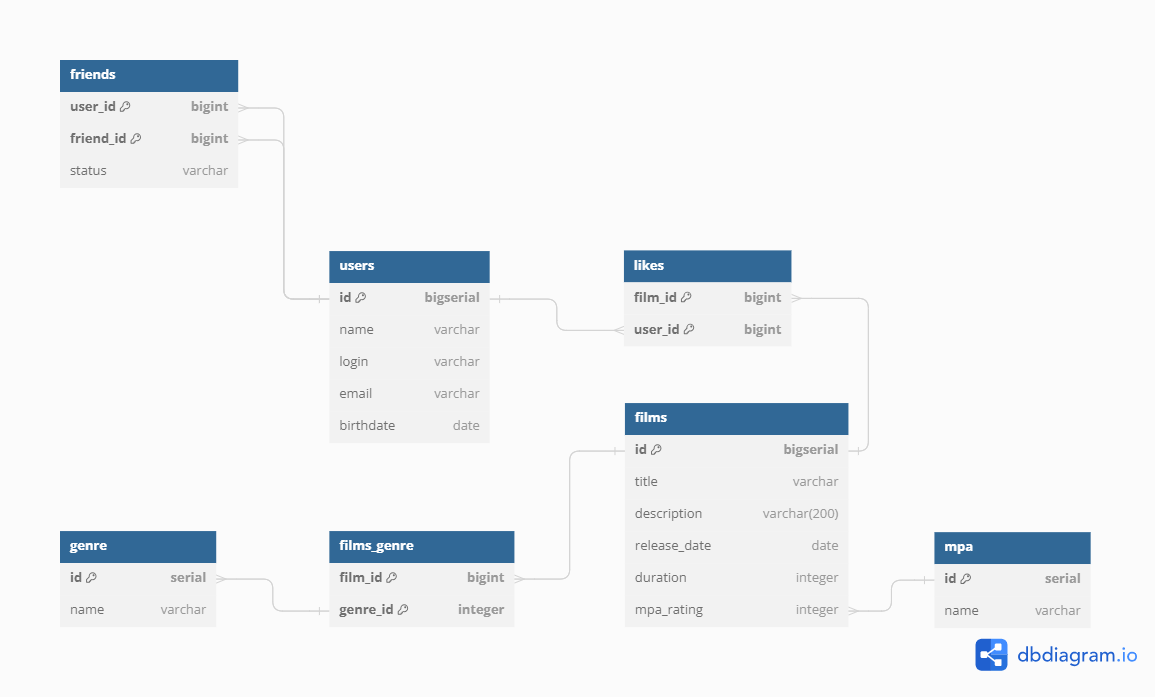 friends
user_id bigint
friend_id bigint
status varchar
users
id bigserial
name varchar
login varchar
email varchar
birthdate date
likes
film_id bigint
user_id bigint
films
id bigserial
title varchar
description varchar(200)
release_date date
duration integer
mpa_rating integer
genre
id serial
name varchar
films_genre
film_id bigint
genre_id integer
mpa
id serial
name varchar
dbdiagram.io